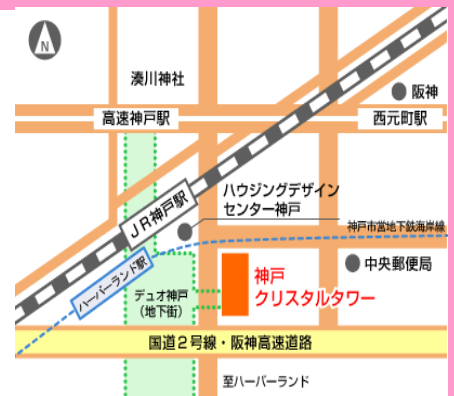 N
湊川神社
阪神
高速神戸駅
西元町駅
ハウジングデザイン
センター神戸
JR神戸駅
神戸市営地下鉄海岸線
ハーバーランド駅
中央郵便局
神戸
クリスタルタワー
デュオ神戸
(地下街)
国道2号線・阪神高速道路
至ハーバーランド